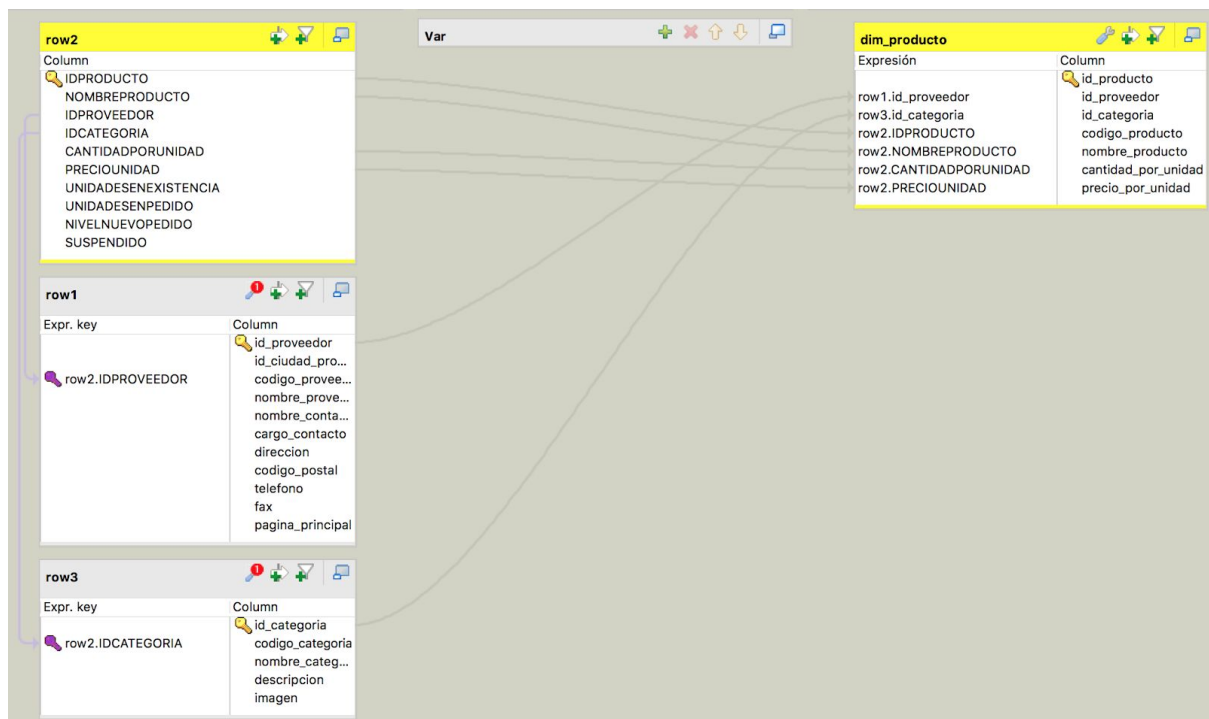 row2
Column
IDPRODUCTO
NOMBREPRODUCTO
IDPROVEEDOR
IDCATEGORIA
CANTIDADPORUNIDAD
PRECIOUNIDAD
UNIDADESENEXISTENCIA
UNIDADESENPEDIDO
NIVELNUEVOPEDIDO
SUSPENDIDO
row1
1
Expr. key Column
id_proveedor
id_ciudad_pro...
row2.IDPROVEEDOR codigo_provee...
nombre_prove...
nombre_conta...
cargo_contacto
direccion
codigo_postal
telefono
fax
pagina_principal
row3
1
Expr. key Column
id_categoria
row2.IDCATEGORIA codigo_categoria
nombre_categ...
descripcion
imagen
Var
dim_producto
Expresión Column
id_producto
row1.id_proveedor id_proveedor
row3.id_categoria id_categoria
row2.IDPRODUCTO codigo_producto
row2.NOMBREPRODUCTO nombre_producto
row2.CANTIDADPORUNIDAD cantidad_por_unidad
row2.PRECIOUNIDAD precio_por_unidad